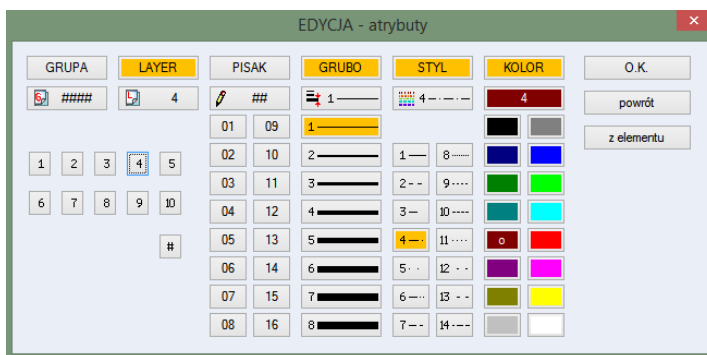 EDYCJA - atrybuty
GRUPA LAYER PISAK GRUBO STYL KOLOR O.K.
G #### L 4 ## 1 4 4 powrót
01 09 1 z elementu
1 2 3 4 5 02 10 2 1 8
03 11 3 2 9
6 7 8 9 10 04 12 4 3 10
# 05 13 5 4 11 o
06 14 6 5 12
07 15 7 6 13
08 16 8 7 14